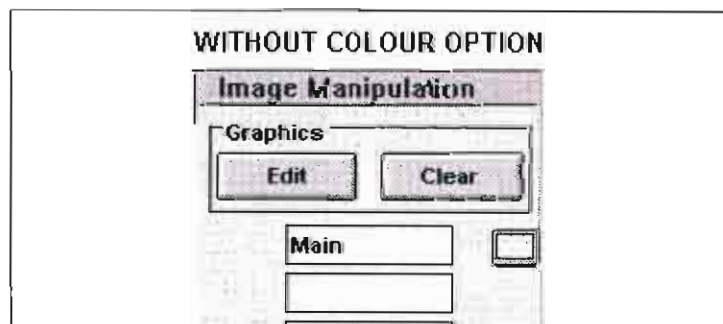 WITHOUT COLOUR OPTION
Image Manipulation
Graphics
Edit Clear
Main